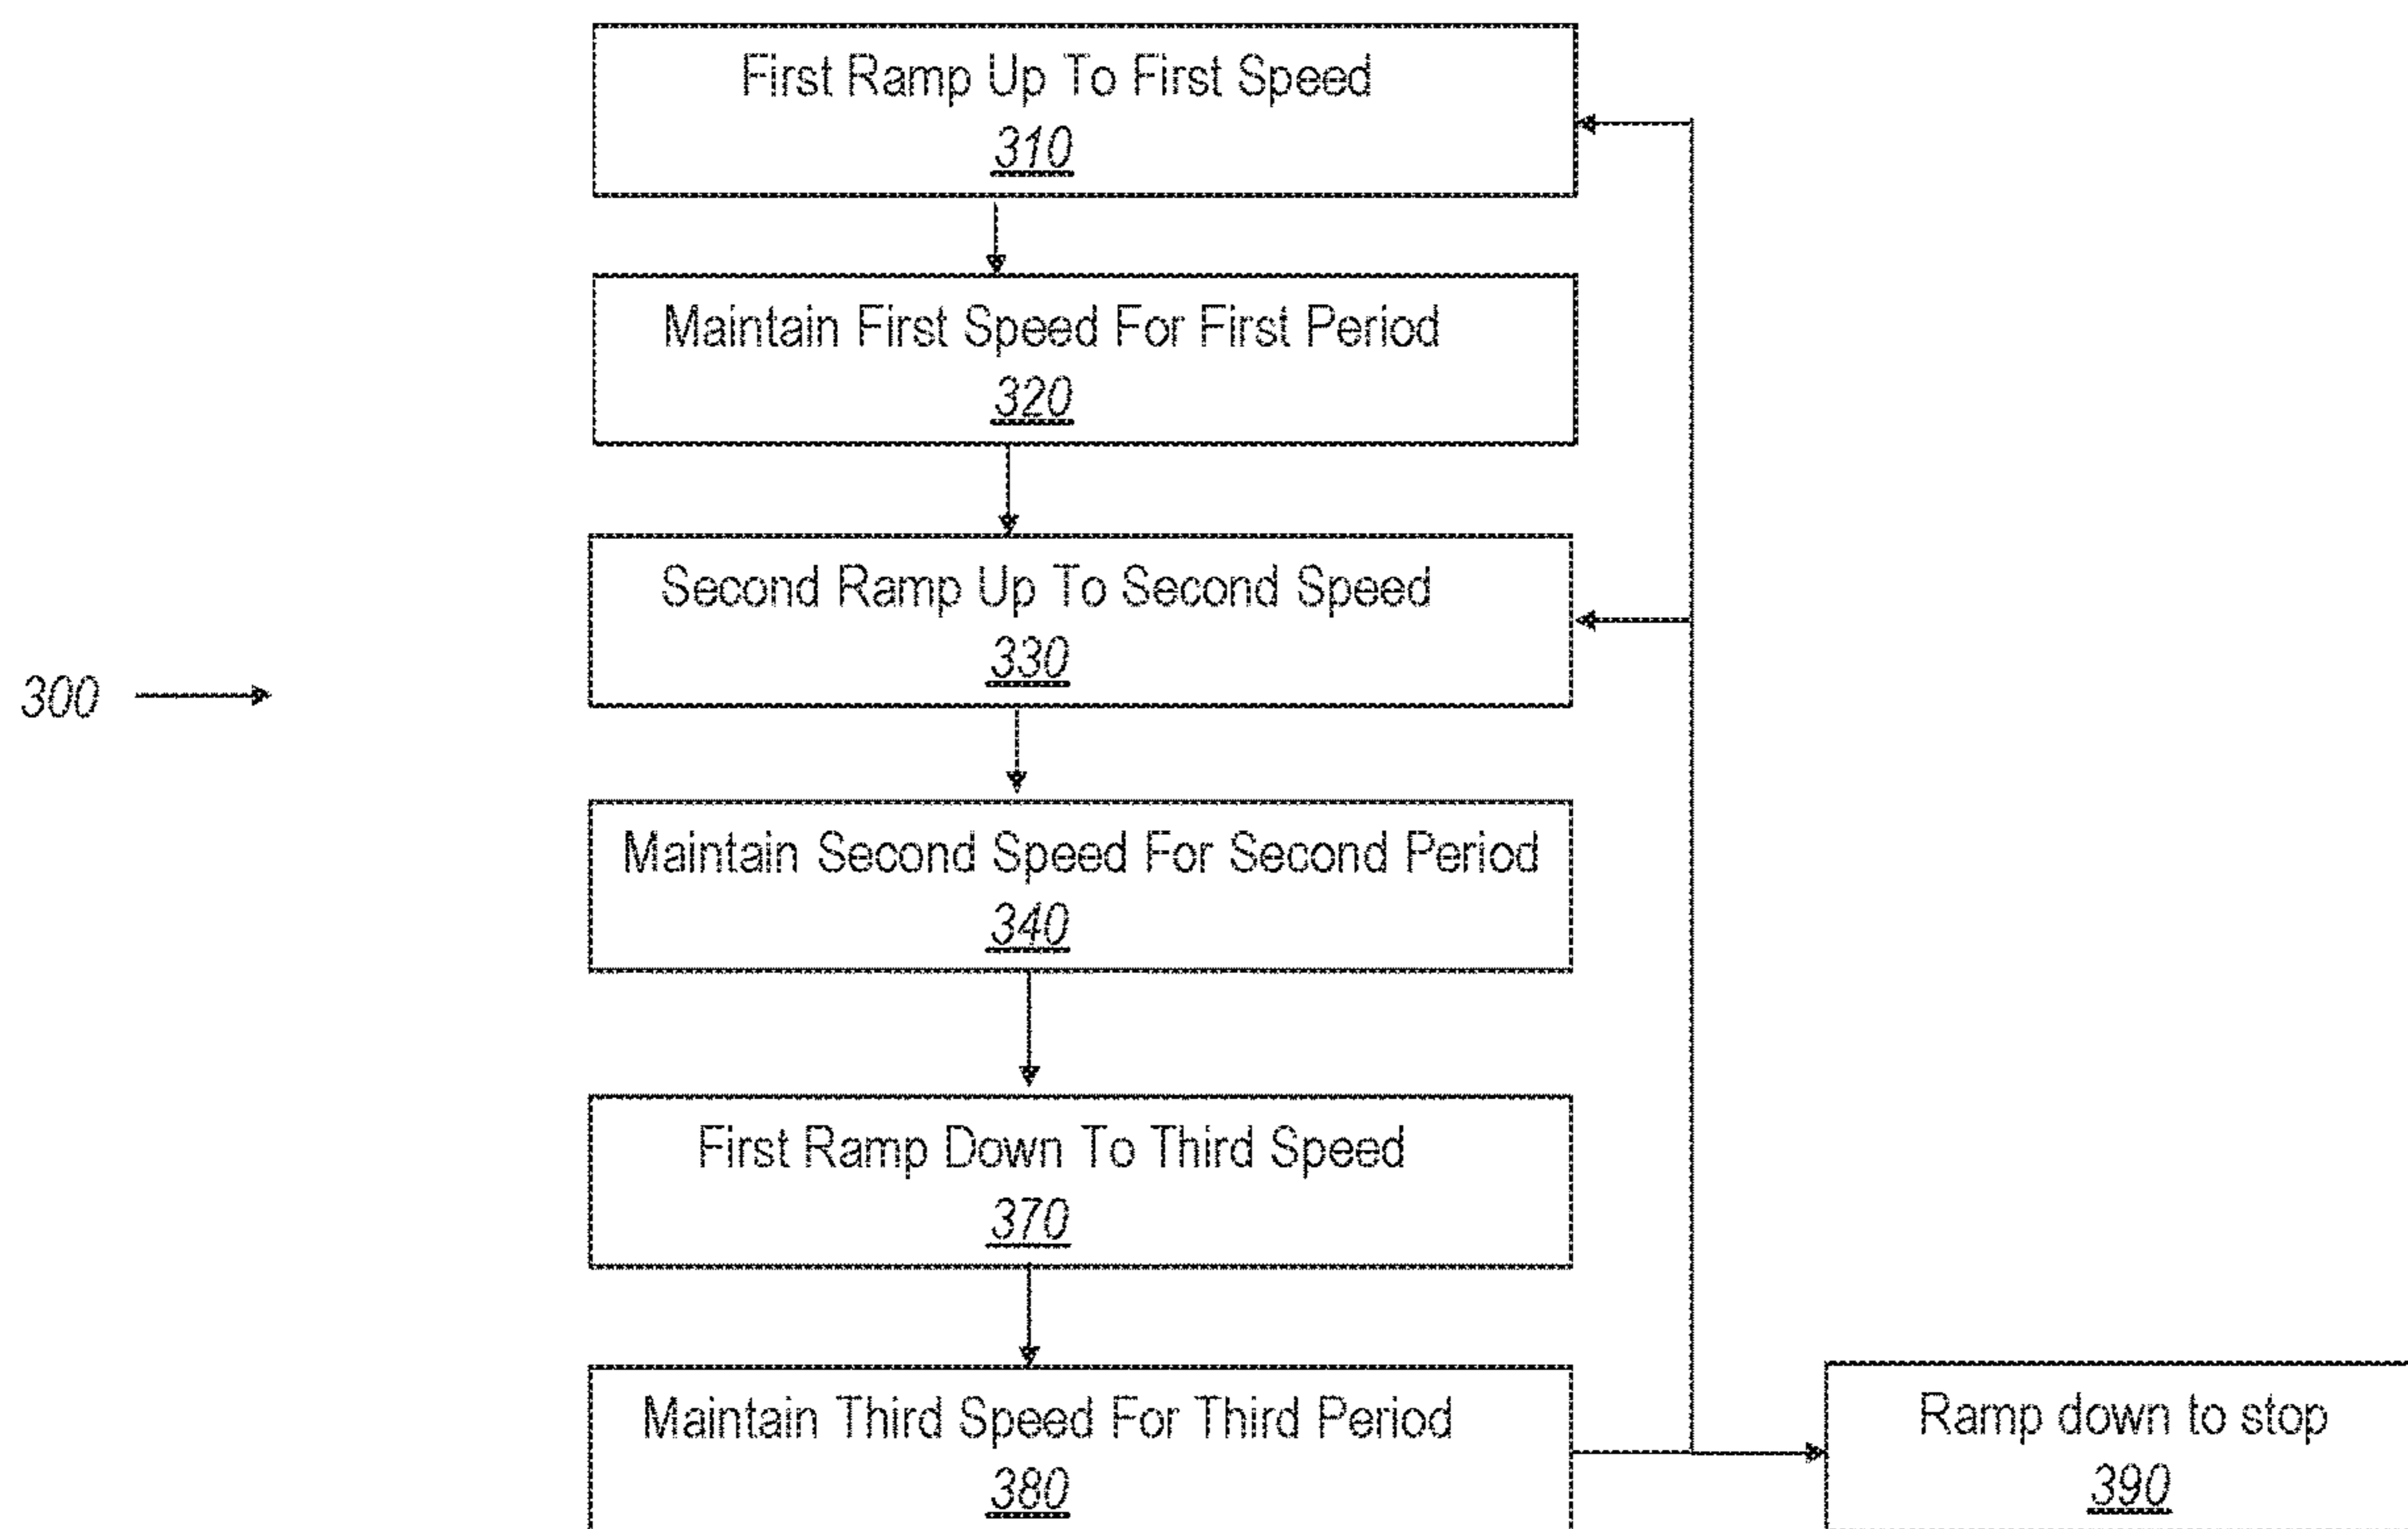 First Ramp Up To First Speed
310
Maintain First Speed For First Period
320
Second Ramp Up To Second Speed
330
300
Maintain Second Speed For Second Period
340
First Ramp Down To Third Speed
370
Maintain Third Speed For Third Period
380
Ramp down to stop
390